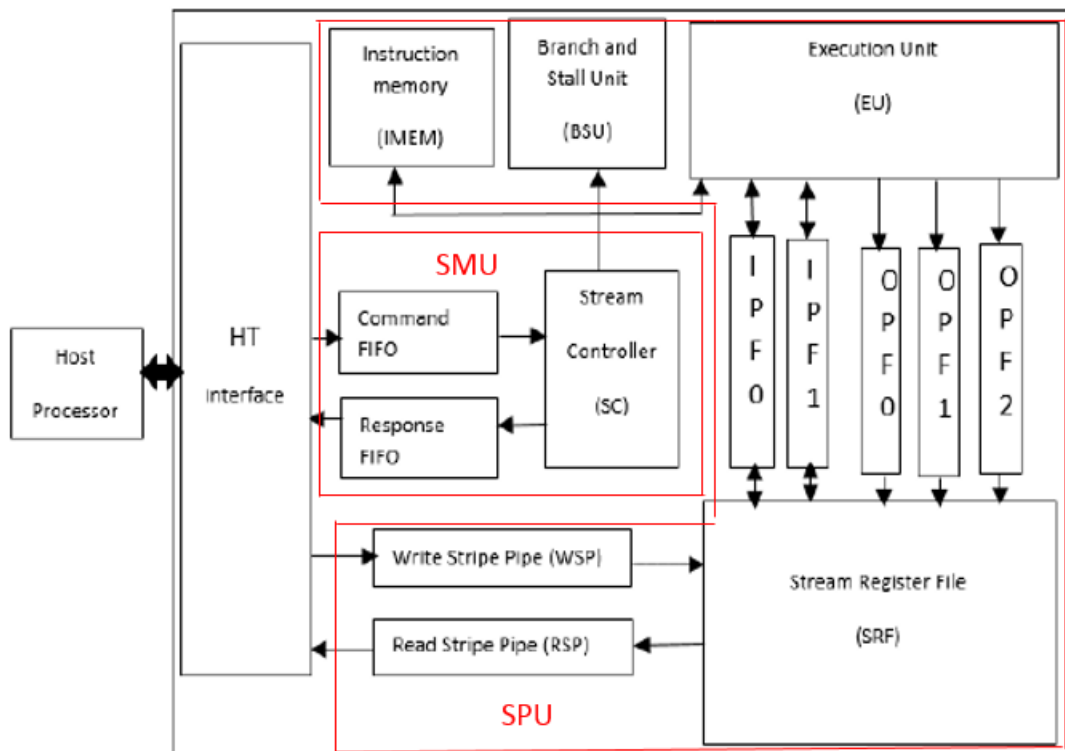 Instruction
memory
(IMEM)
Branch and
Stall Unit
(BSU)
Execution Unit
(EU)
SMU
Command
FIFO
Response
FIFO
Stream
Controller
(SC)
HT
Interface
Host
Processor
I
P
F
0
I
P
F
1
O
P
F
0
O
P
F
1
O
P
F
2
Write Stripe Pipe (WSP)
Read Stripe Pipe (RSP)
Stream Register File
(SRF)
SPU